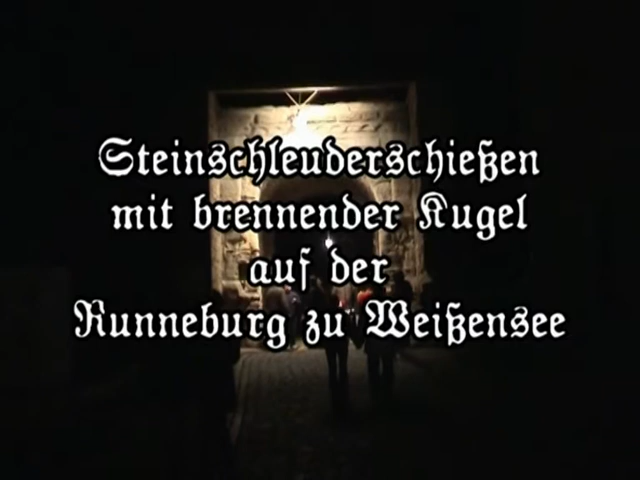 Steinschleuderschießen
mit brennender Kugel
auf der
Runneburg zu Weißensee